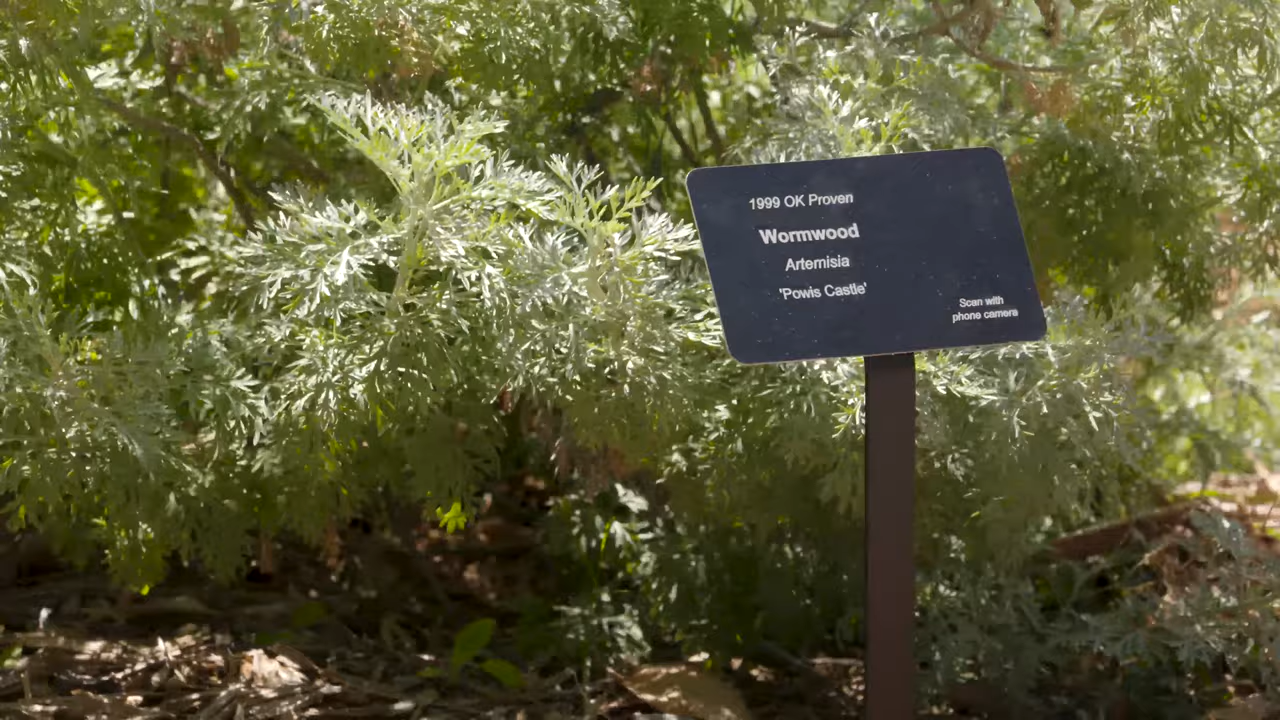 1999 OK Proven
Wormwood
Artemisia
'Powis Castle'
Scan with
phone camera